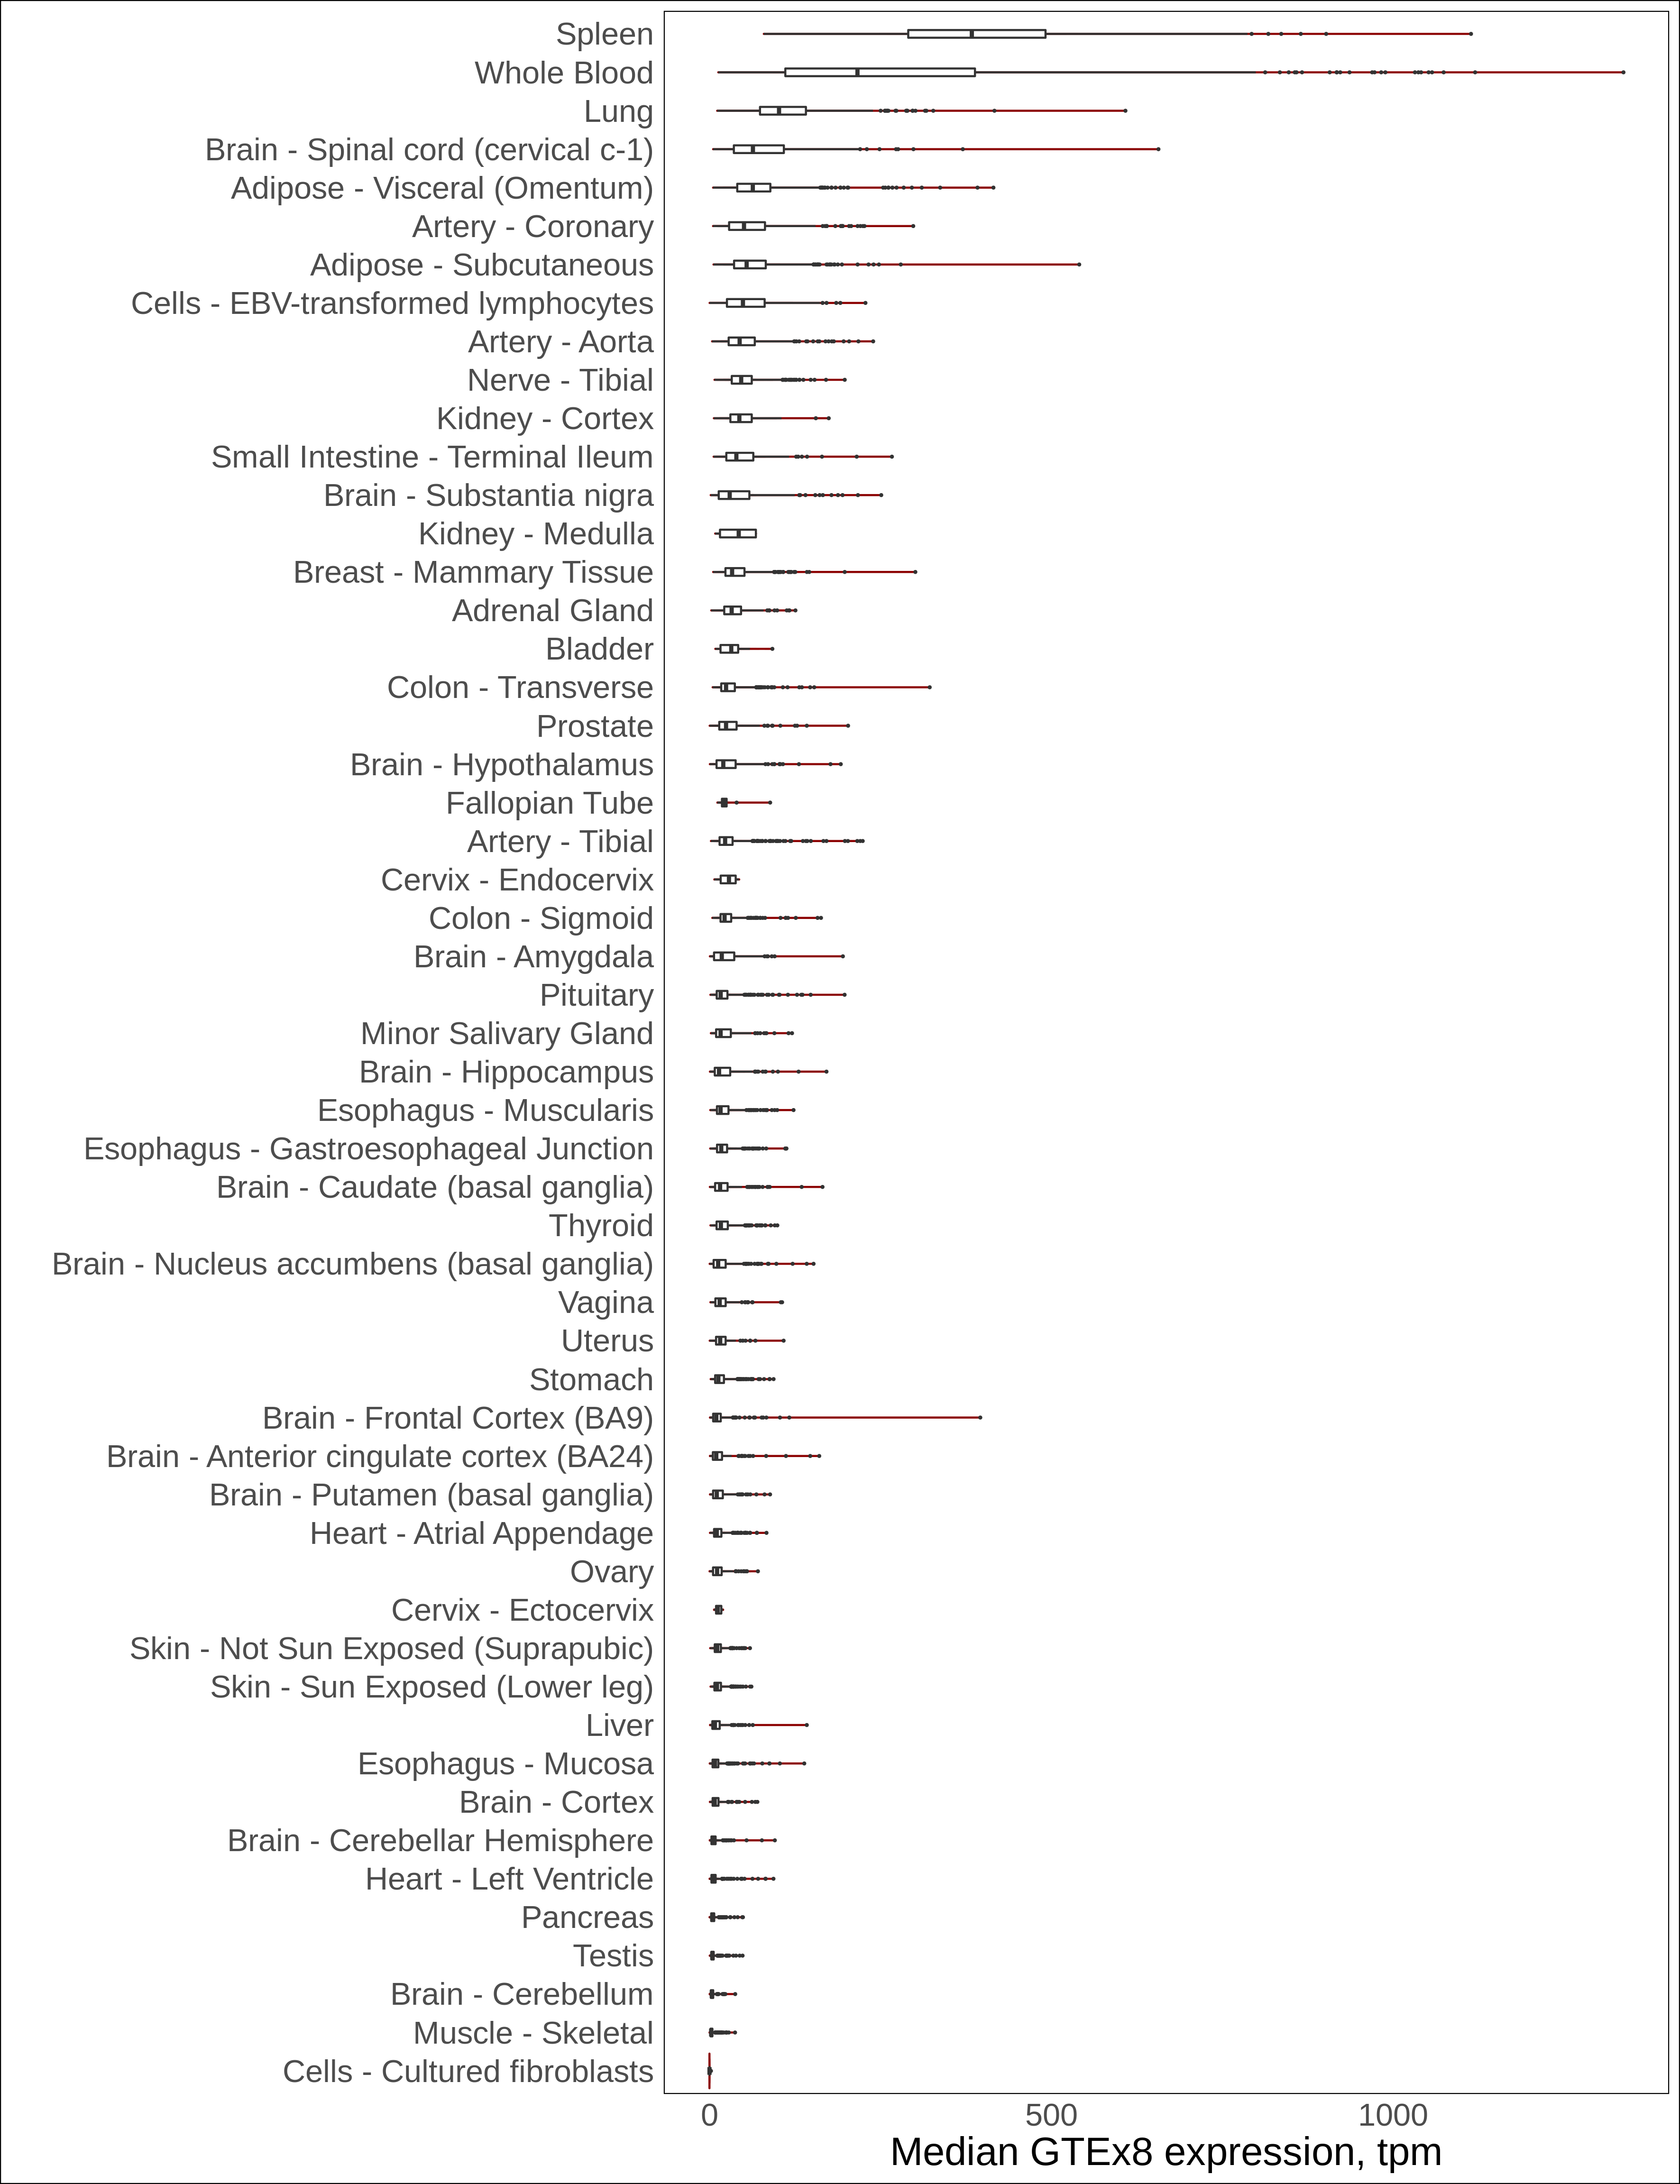 Spleen
Whole Blood
Lung
Brain - Spinal cord (cervical c-1)
Adipose - Visceral (Omentum)
Artery - Coronary
Adipose - Subcutaneous
Cells - EBV-transformed lymphocytes
Artery - Aorta
Nerve - Tibial
Kidney - Cortex
Small Intestine - Terminal Ileum
Brain - Substantia nigra
Kidney - Medulla
Breast - Mammary Tissue
Adrenal Gland
Bladder
Colon - Transverse
Prostate
Brain - Hypothalamus
Fallopian Tube
Artery - Tibial
Cervix - Endocervix
Colon - Sigmoid
Brain - Amygdala
Pituitary
Minor Salivary Gland
Brain - Hippocampus
Esophagus - Muscularis
Esophagus - Gastroesophageal Junction
Brain - Caudate (basal ganglia)
Thyroid
Brain - Nucleus accumbens (basal ganglia)
Vagina
Uterus
Stomach
Brain - Frontal Cortex (BA9)
Brain - Anterior cingulate cortex (BA24)
Brain - Putamen (basal ganglia)
Heart - Atrial Appendage
Ovary
Cervix - Ectocervix
Skin - Not Sun Exposed (Suprapubic)
Skin - Sun Exposed (Lower leg)
Liver
Esophagus - Mucosa
Brain - Cortex
Brain - Cerebellar Hemisphere
Heart - Left Ventricle
Pancreas
Testis
Brain - Cerebellum
Muscle - Skeletal
Cells - Cultured fibroblasts
0 500 1000
Median GTEx8 expression, tpm